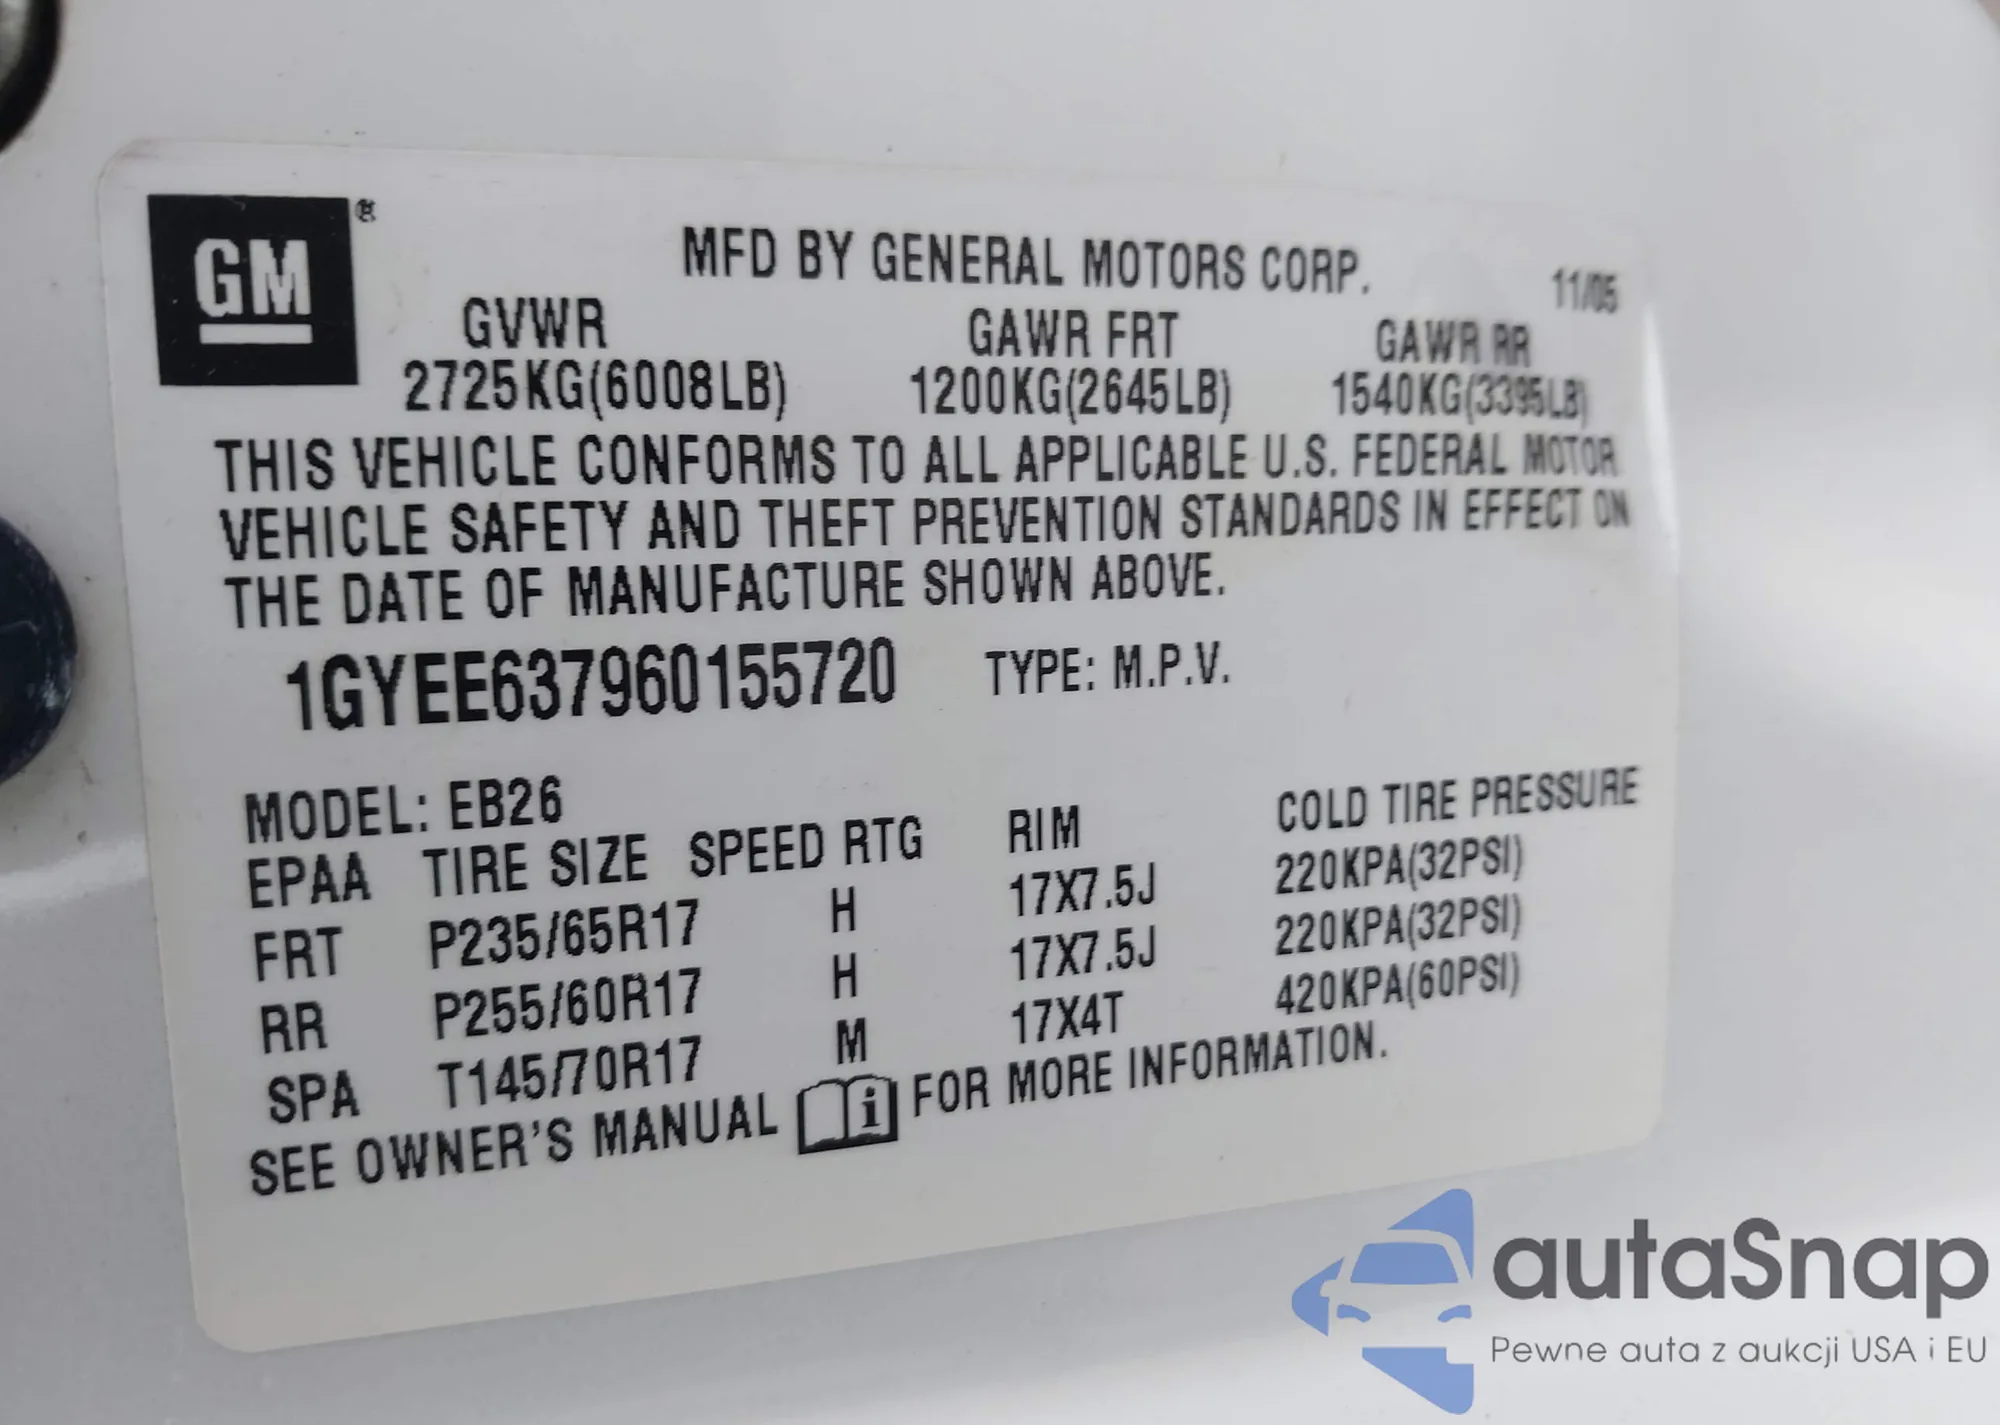 GM®
MFD BY GENERAL MOTORS CORP.
11/05
GVWR GAWR FRT GAWR RR
2725KG(6008LB) 1200KG(2645LB) 1540KG(3395LB)
THIS VEHICLE CONFORMS TO ALL APPLICABLE U.S. FEDERAL MOTOR
VEHICLE SAFETY AND THEFT PREVENTION STANDARDS IN EFFECT ON
THE DATE OF MANUFACTURE SHOWN ABOVE.
1GYEE637960155720 TYPE: M.P.V.
MODEL: EB26
EPAA TIRE SIZE SPEED RTG RIM COLD TIRE PRESSURE
FRT P235/65R17 H 17X7.5J 220KPA(32PSI)
RR P255/60R17 H 17X7.5J 220KPA(32PSI)
SPA T145/70R17 M 17X4T 420KPA(60PSI)
SEE OWNER'S MANUAL i FOR MORE INFORMATION.
autaSnap
Pewne auta z aukcji USA i EU